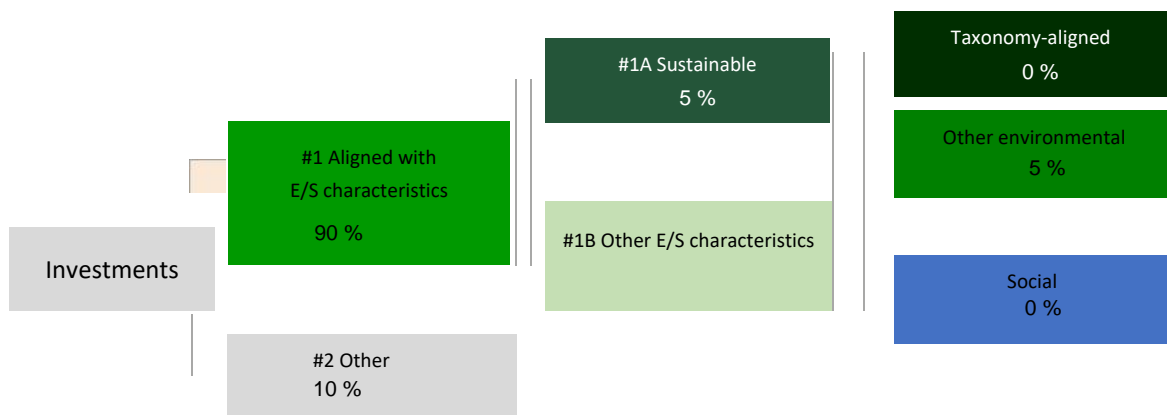 Investments
#1 Aligned with
E/S characteristics
90 %
#2 Other
10 %
#1A Sustainable
5 %
#1B Other E/S characteristics
Taxonomy-aligned
0 %
Other environmental
5 %
Social
0 %